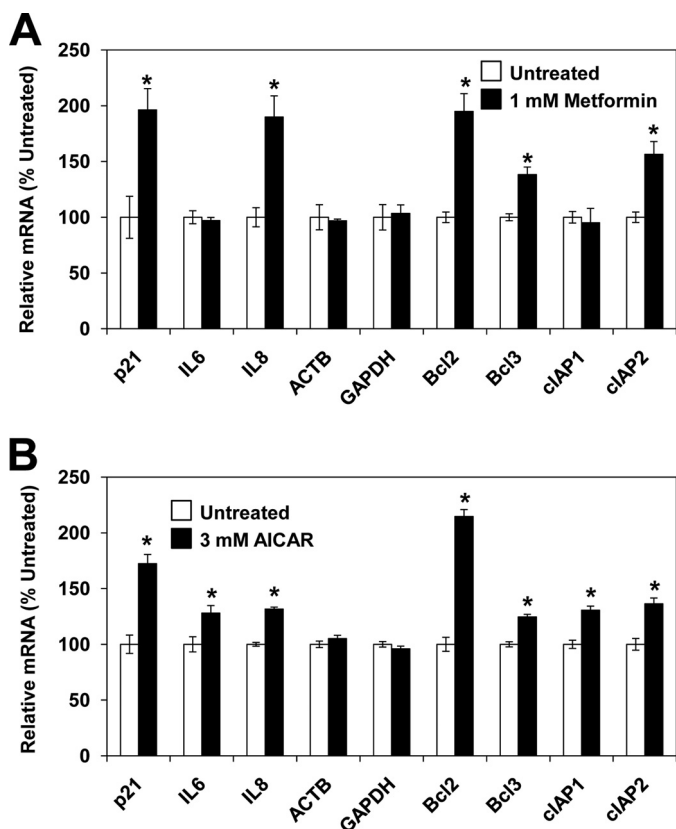 A
Relative mRNA (% Untreated)
250
200
150
100
50
0
Untreated
1 mM Metformin
*
*
*
*
*
p21
IL6
IL8
ACTB
GAPDH
Bcl2
Bcl3
cIAP1
cIAP2
B
Relative mRNA (% Untreated)
250
200
150
100
50
0
Untreated
3 mM AICAR
*
*
*
*
*
*
*
p21
IL6
IL8
ACTB
GAPDH
Bcl2
Bcl3
cIAP1
cIAP2